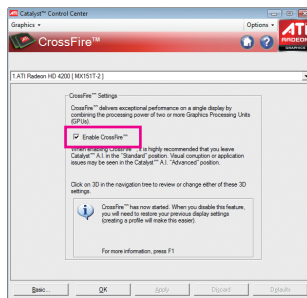 Catalyst™ Control Center
Graphics
Options
ATI
RADEON
GRAPHICS
CrossFire™
1.ATI Radeon HD 4200 [ MX151T-2 ]
CrossFire™ Settings
CrossFire™ delivers exceptional performance on a single display by
combining the processing power of two or more Graphics Processing Units
(GPUs).
Enable CrossFire™
When enabling CrossFire™, it is highly recommended that you leave
Catalyst™ A.I. in the "Standard" position. Visual corruption or application
issues may be seen in the Catalyst™ A.I. "Advanced" position.
Click on 3D in the navigation tree to review or change either of these 3D
settings.
CrossFire™ has now started. When you disable this feature,
you will need to restore your previous display settings
(creating a profile will make this easier).
For more information, press F1
Basic...
OK
Apply
Discard
Defaults